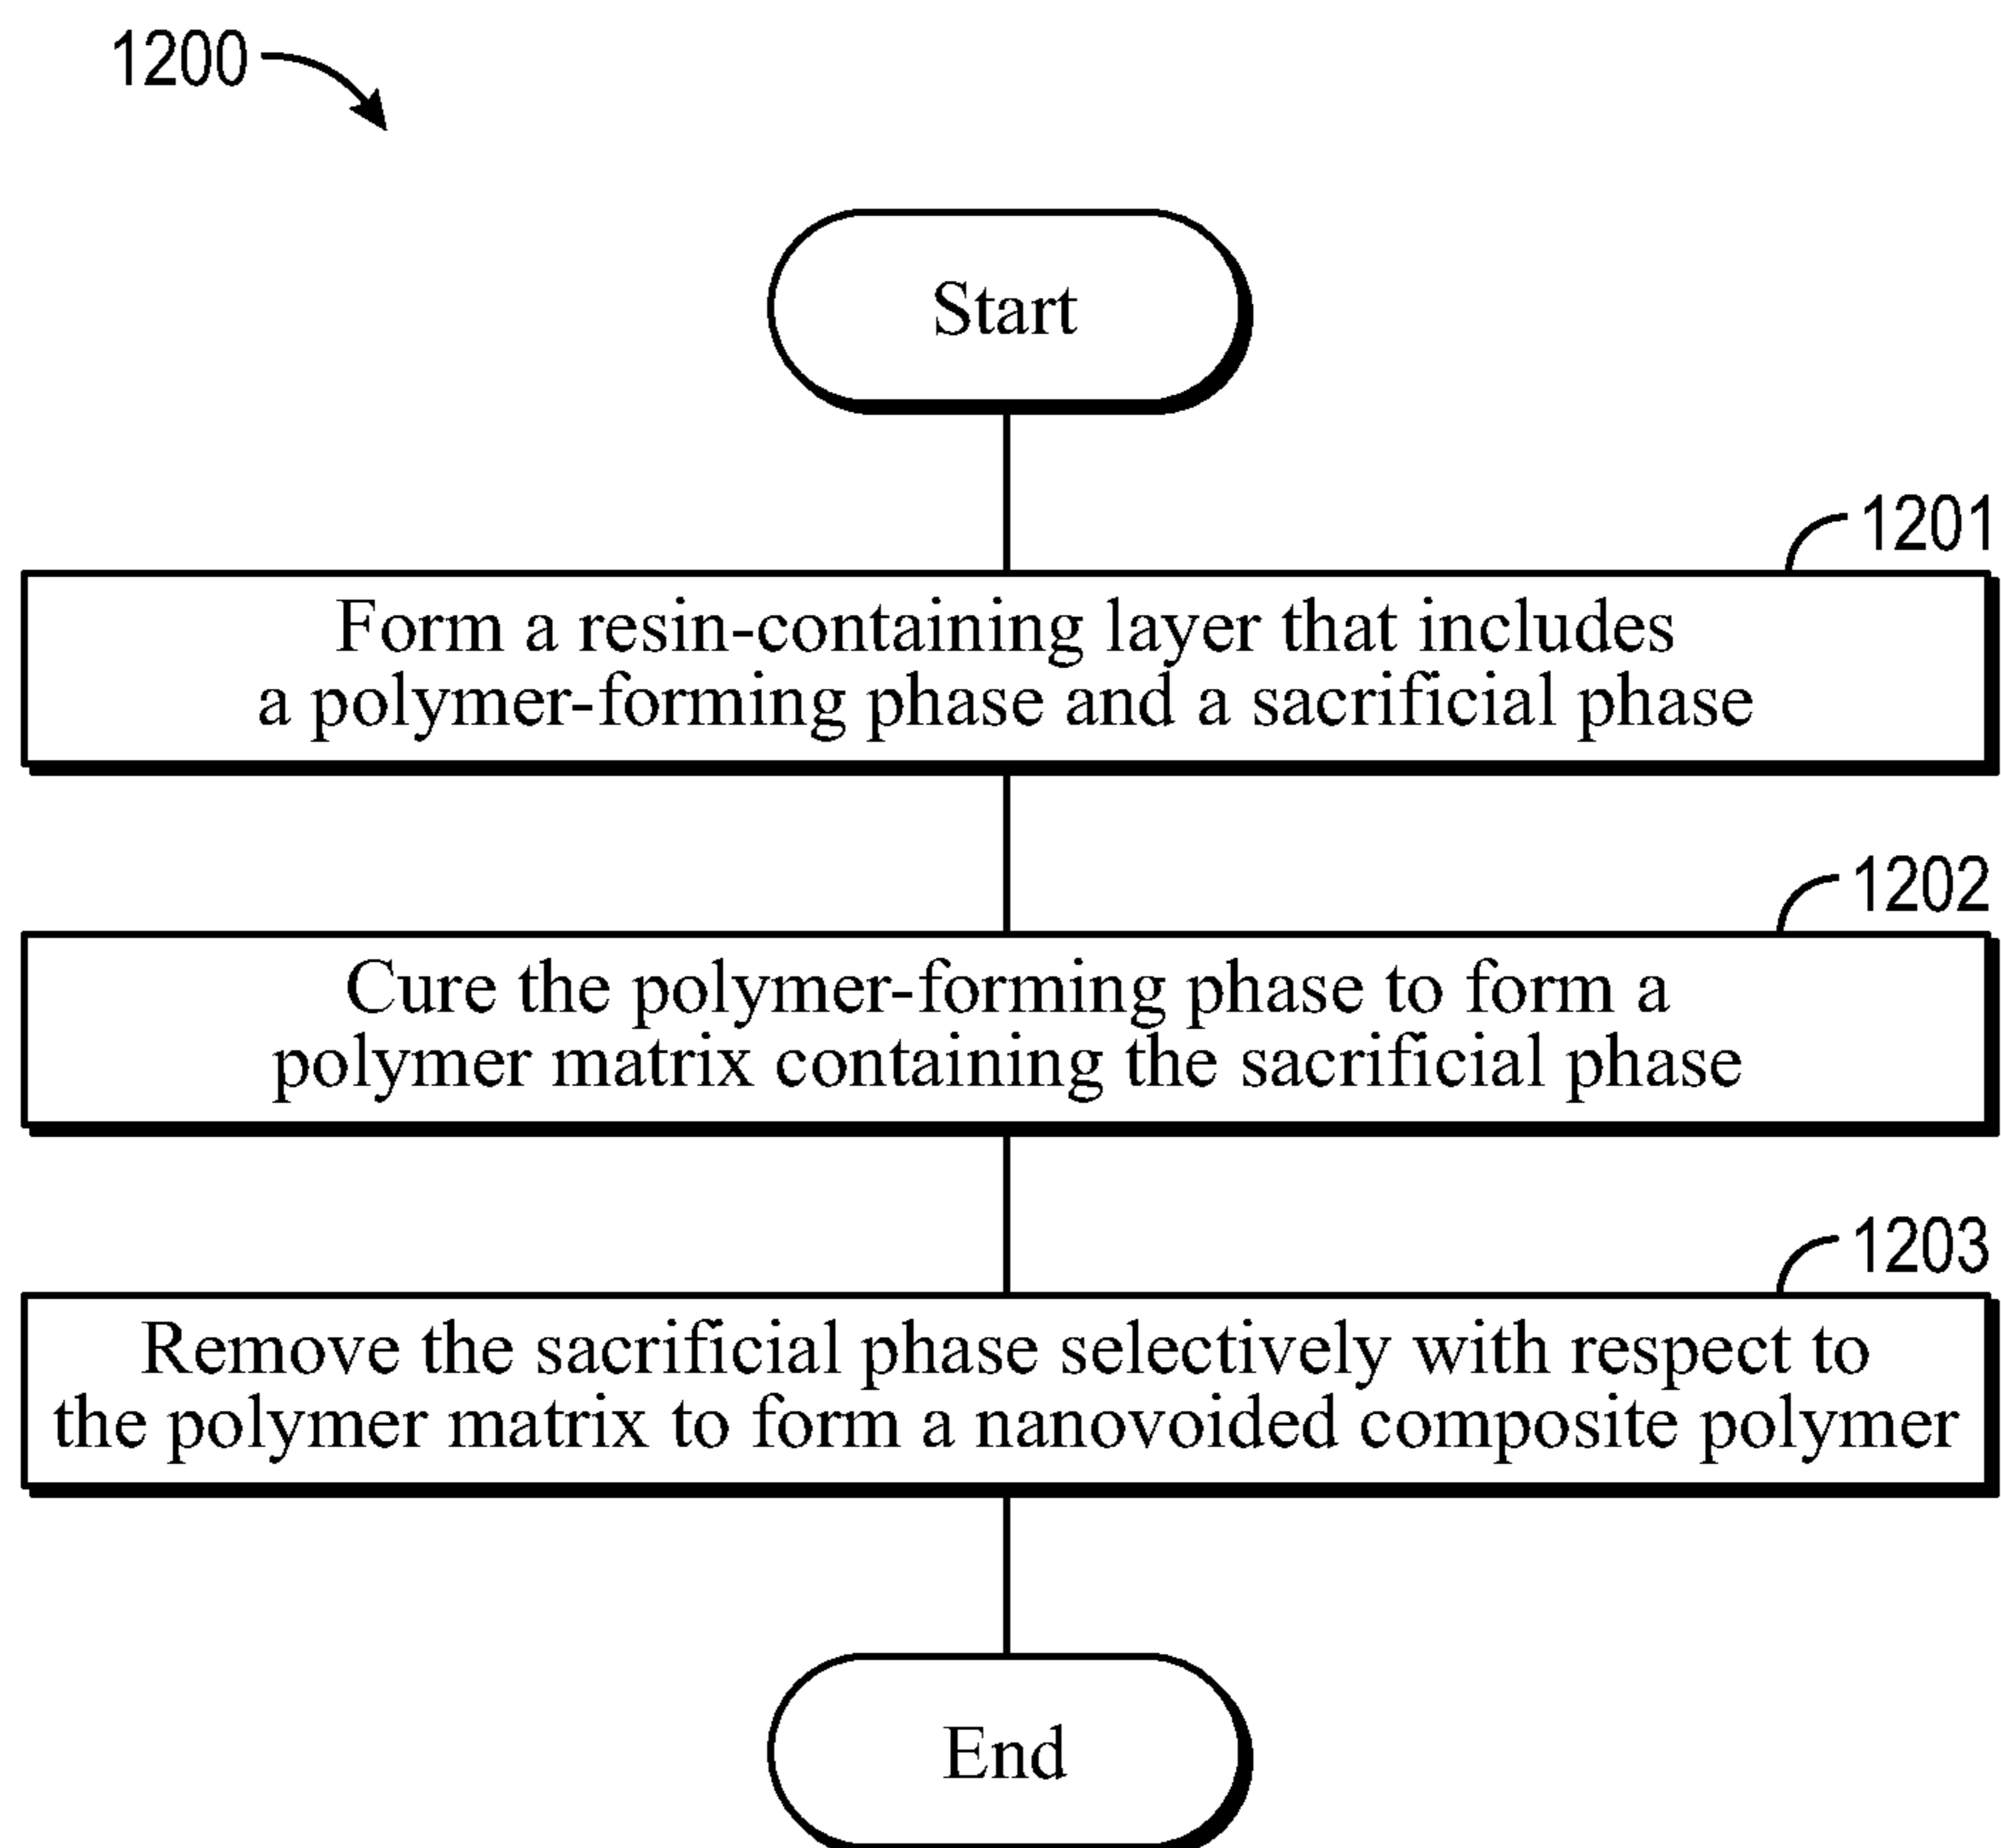 1200
Start
1201
Form a resin-containing layer that includes
a polymer-forming phase and a sacrificial phase
1202
Cure the polymer-forming phase to form a
polymer matrix containing the sacrificial phase
1203
Remove the sacrificial phase selectively with respect to
the polymer matrix to form a nanovoided composite polymer
End